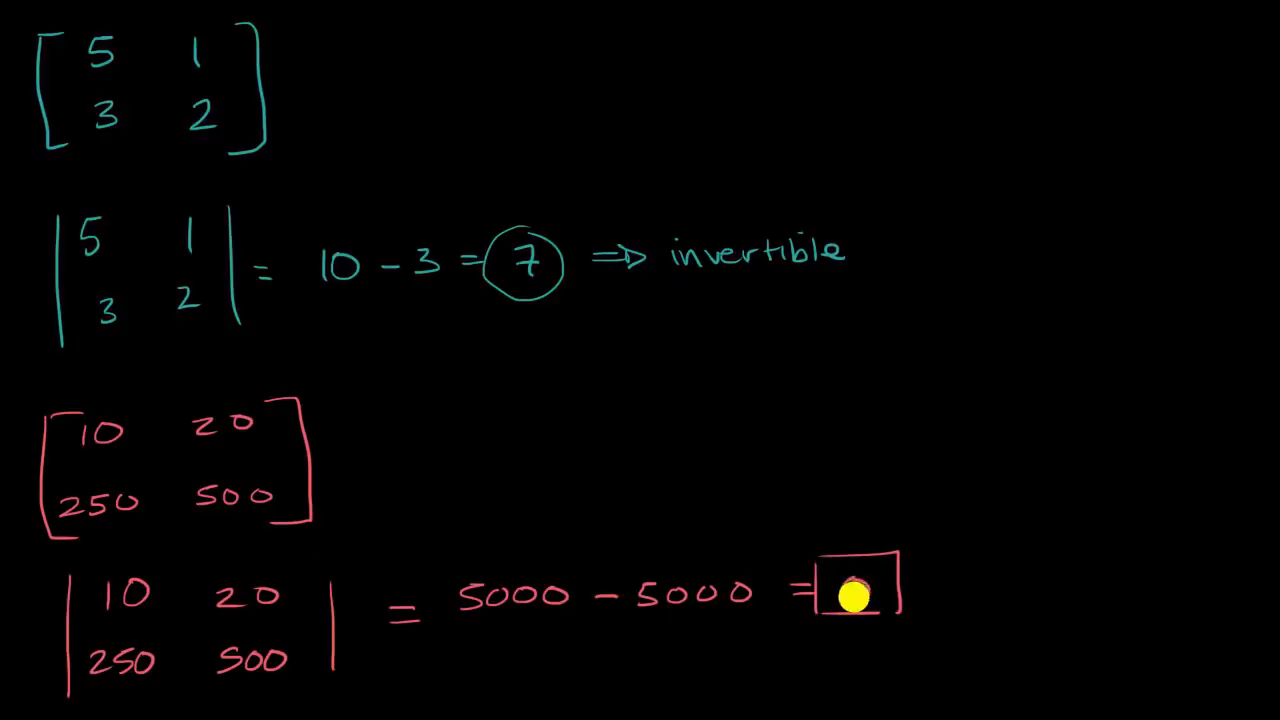 5 1
3 2
| 5 1 |
| 3 2 | = 10 - 3 = 7 ⇒ invertible
10 20
250 500
| 10 20 |
| 250 500 | = 5000 - 5000 =